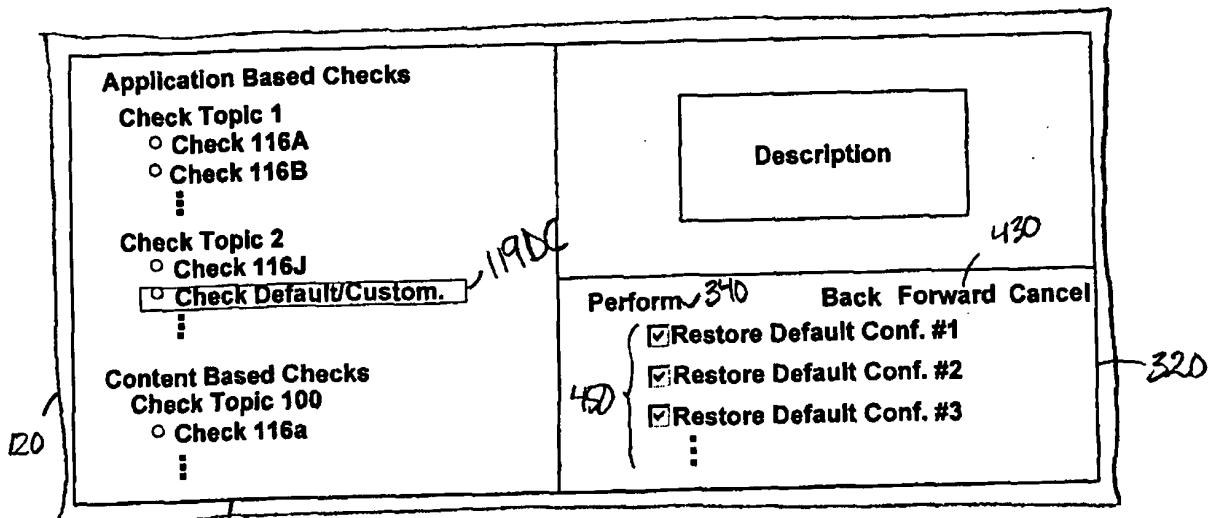 Application Based Checks
Check Topic 1
Check 116A
Check 116B
Check Topic 2
Check 116J
Check Default/Custom.
119DC
Content Based Checks
Check Topic 100
Check 116a
120
Description
430
Perform 340 Back Forward Cancel
Restore Default Conf. #1
Restore Default Conf. #2
Restore Default Conf. #3
450
320